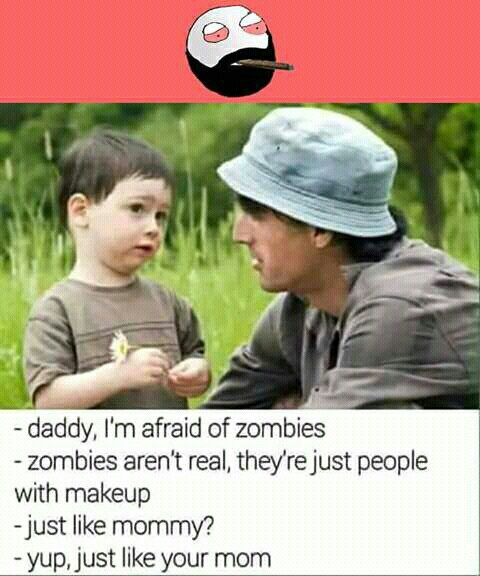 - daddy, I'm afraid of zombies
- zombies aren't real, they're just people
with makeup
- just like mommy?
- yup, just like your mom